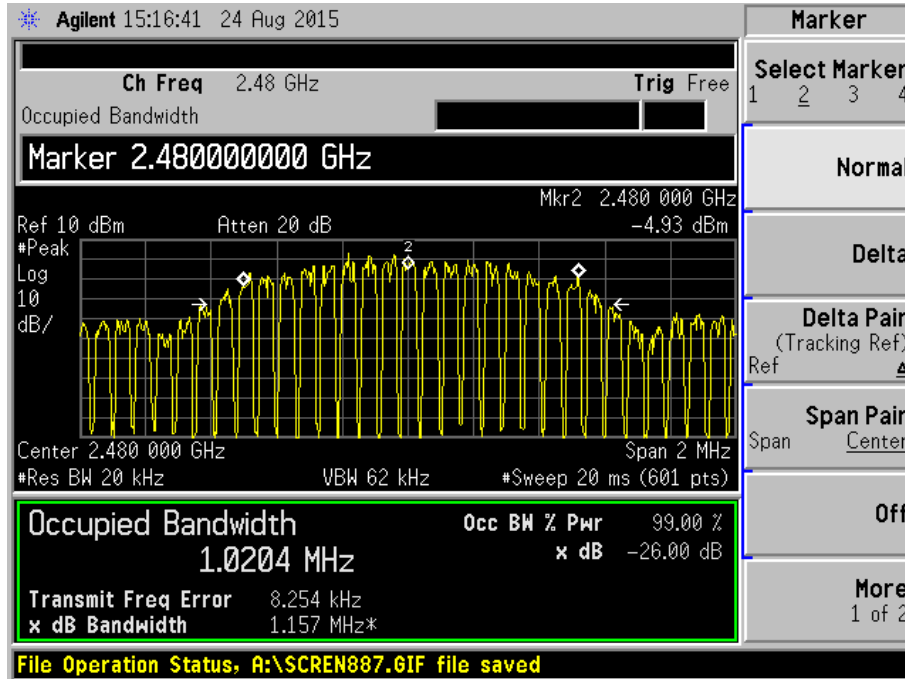 Agilent 15:16:41 24 Aug 2015
Marker
Ch Freq 2.48 GHz Trig Free
Occupied Bandwidth
Select Marker
1 2 3 4
Marker 2.480000000 GHz
Normal
Mkr2 2.480 000 GHz
Ref 10 dBm Atten 20 dB -4.93 dBm
#Peak
Log
10
dB/
2
Delta
Delta Pair
(Tracking Ref)
Ref Δ
Span Pair
Span Center
Center 2.480 000 GHz Span 2 MHz
#Res BW 20 kHz VBW 62 kHz #Sweep 20 ms (601 pts)
Off
Occupied Bandwidth
1.0204 MHz
Occ BW % Pwr 99.00 %
x dB -26.00 dB
Transmit Freq Error 8.254 kHz
x dB Bandwidth 1.157 MHz*
More
1 of 2
File Operation Status, A:\SCREN887.GIF file saved